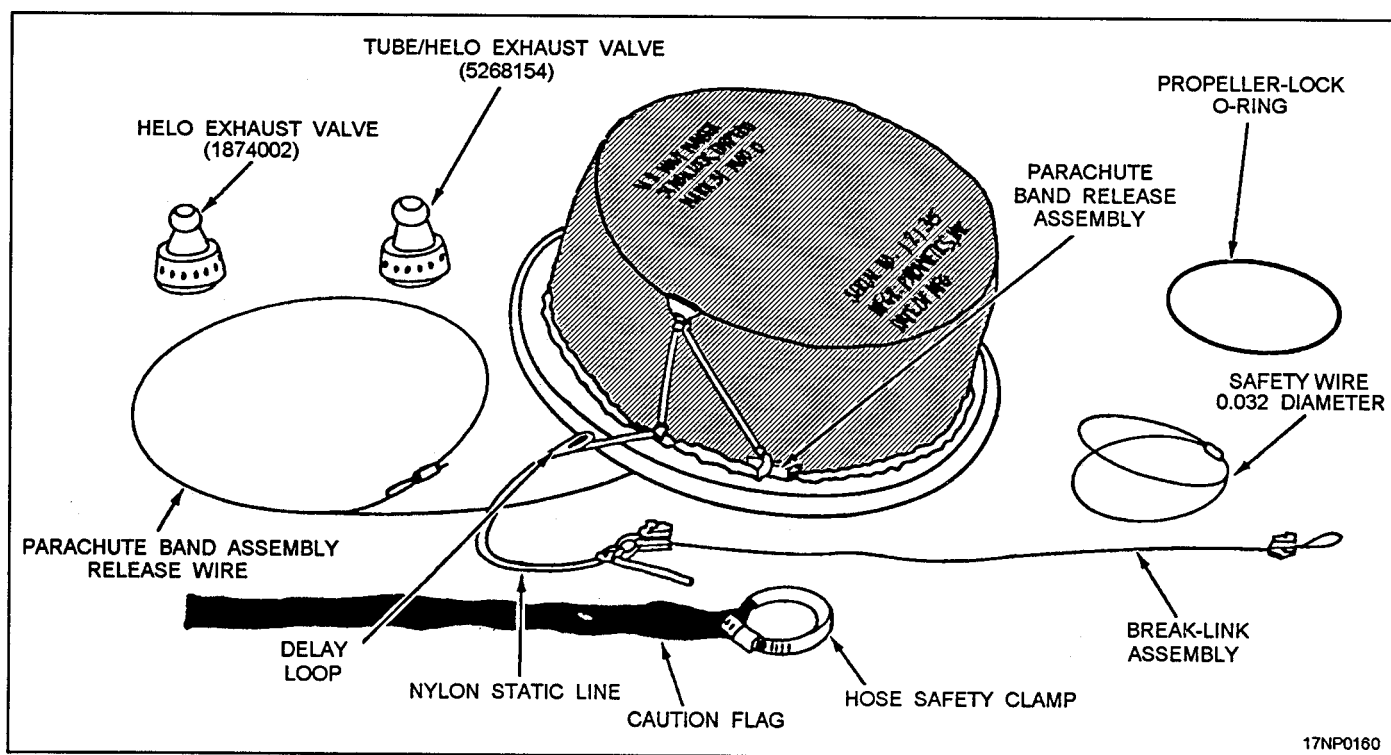 TUBE/HELO EXHAUST VALVE
(5268154)
HELO EXHAUST VALVE
(1874002)
PROPELLER-LOCK
O-RING
PARACHUTE
BAND RELEASE
ASSEMBLY
SAFETY WIRE
0.032 DIAMETER
PARACHUTE BAND ASSEMBLY
RELEASE WIRE
DELAY
LOOP
NYLON STATIC LINE
CAUTION FLAG
HOSE SAFETY CLAMP
BREAK-LINK
ASSEMBLY
17NP0160